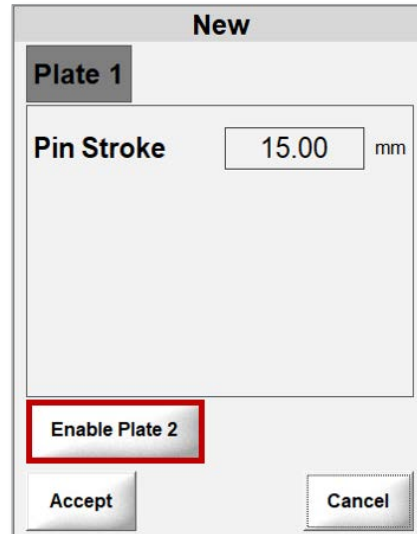 New
Plate 1
Pin Stroke 15.00 mm
Enable Plate 2
Accept Cancel